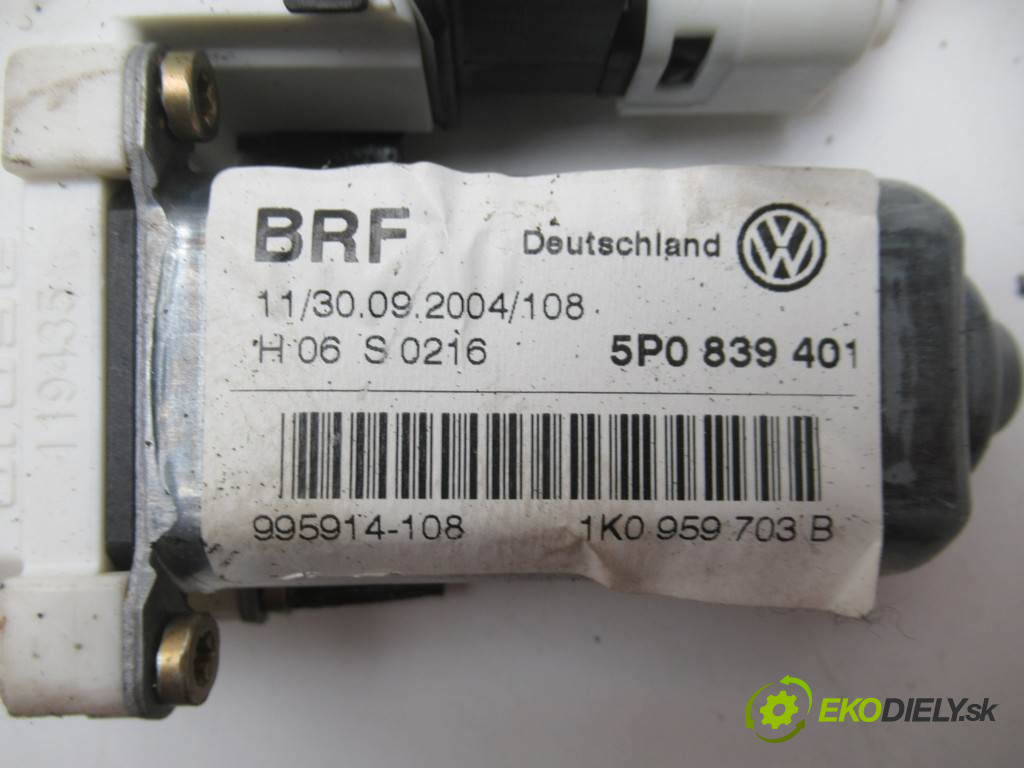 BRF
Deutschland
11/30.09.2004/108
H 06 S 0216
5P0 839 401
995914-108
1K0 959 703 B
119435
EKODIELY.sk